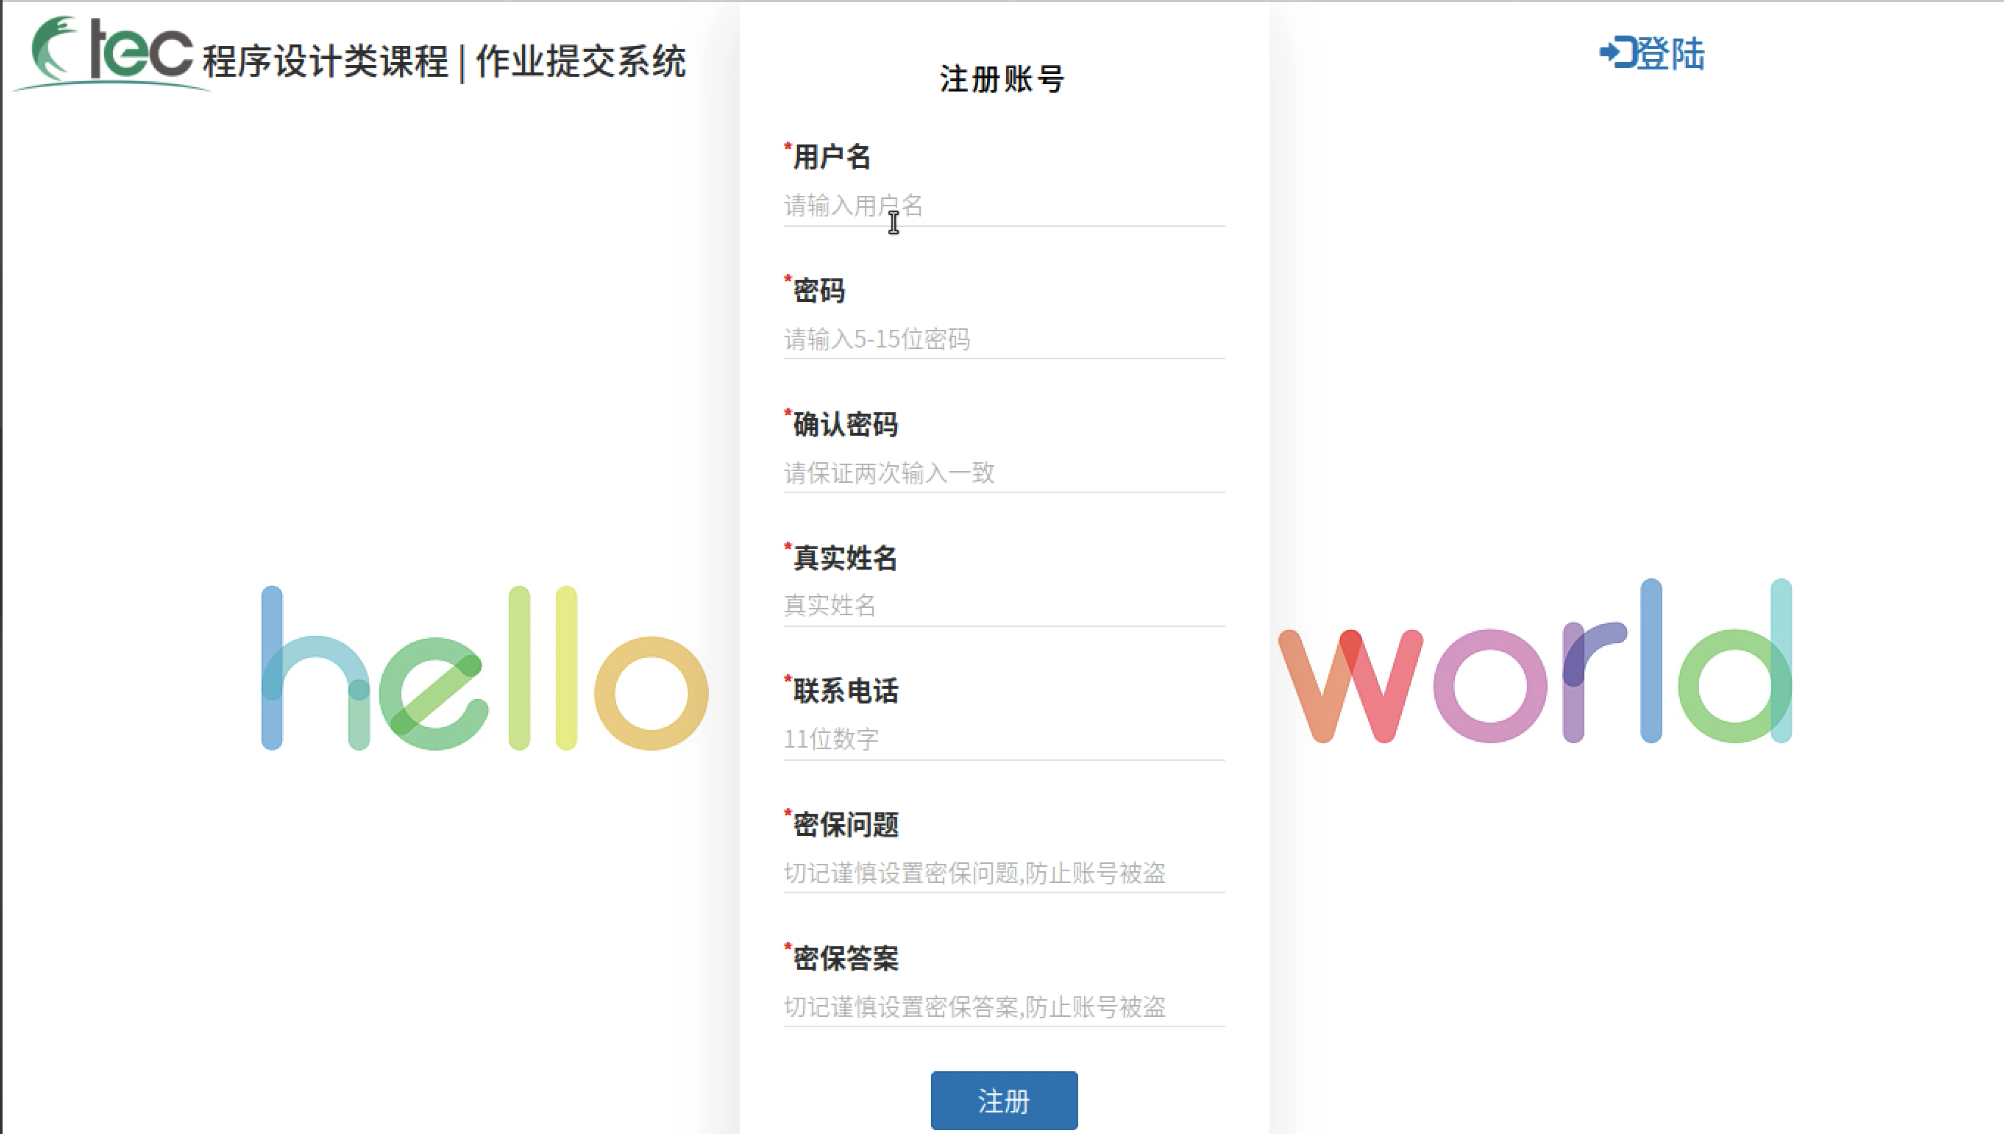 tec 程序设计类课程 | 作业提交系统
登陆
注册账号
*用户名
请输入用户名
*密码
请输入5-15位密码
*确认密码
请保证两次输入一致
*真实姓名
真实姓名
*联系电话
11位数字
*密保问题
切记谨慎设置密保问题,防止账号被盗
*密保答案
切记谨慎设置密保答案,防止账号被盗
注册
hello
world